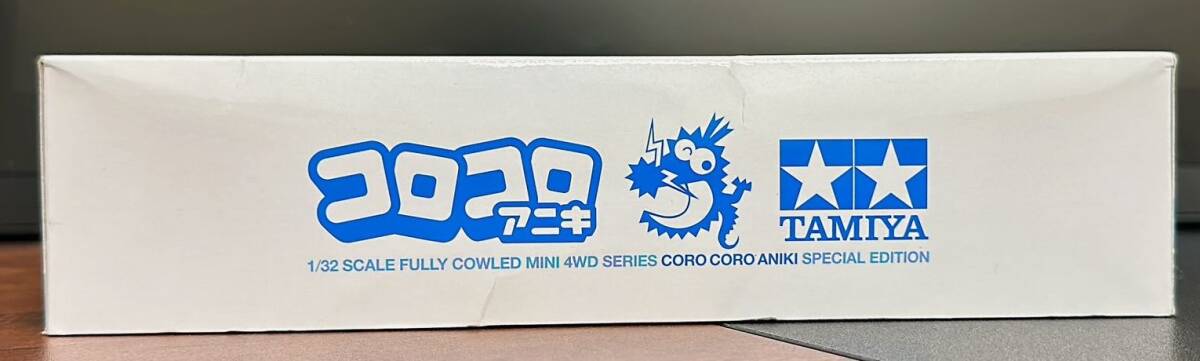 コロコロ
アニキ
TAMIYA
1/32 SCALE FULLY COWLED MINI 4WD SERIES CORO CORO ANIKI SPECIAL EDITION